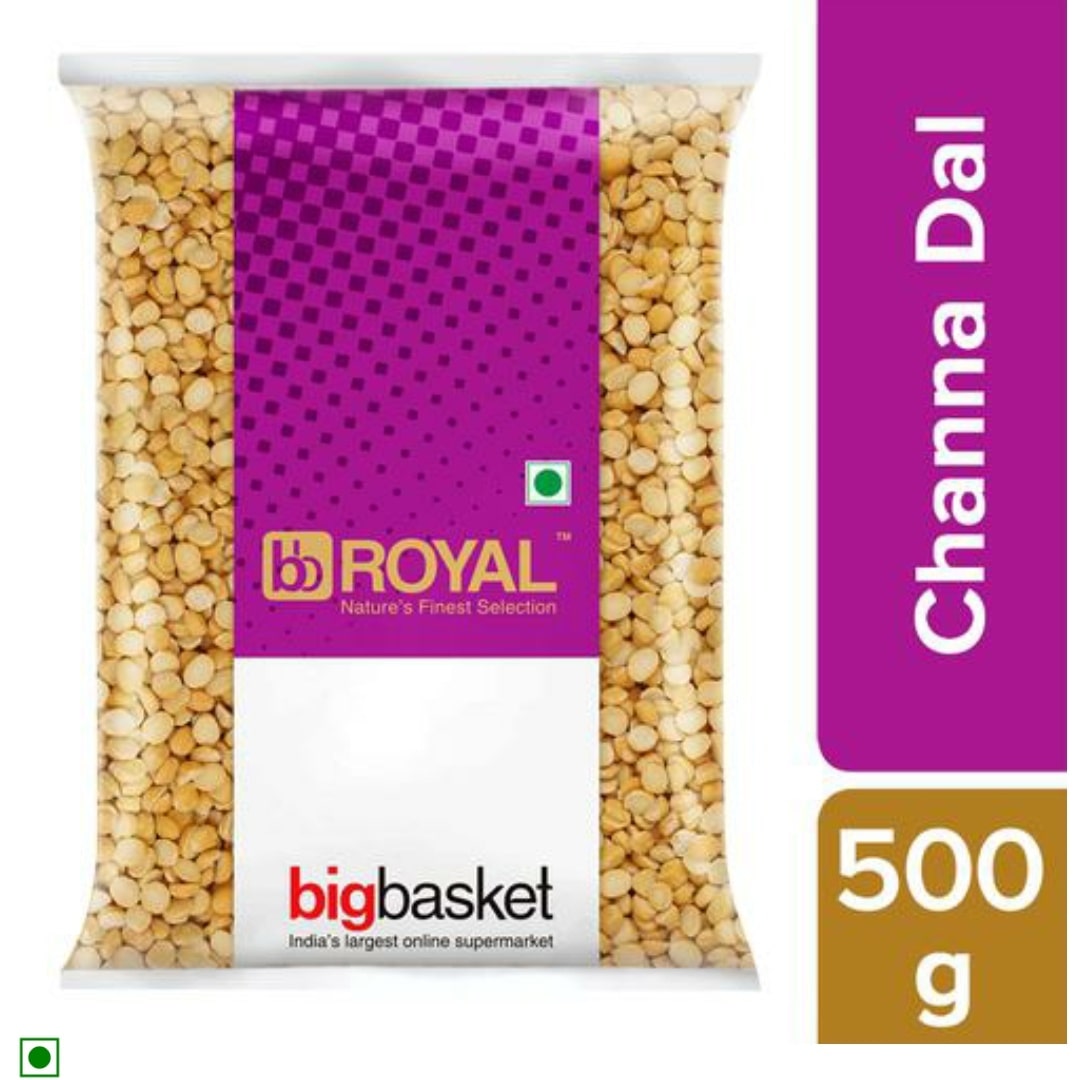 bb ROYAL™
Nature's Finest Selection
bigbasket
India's largest online supermarket
Channa Dal
500
g